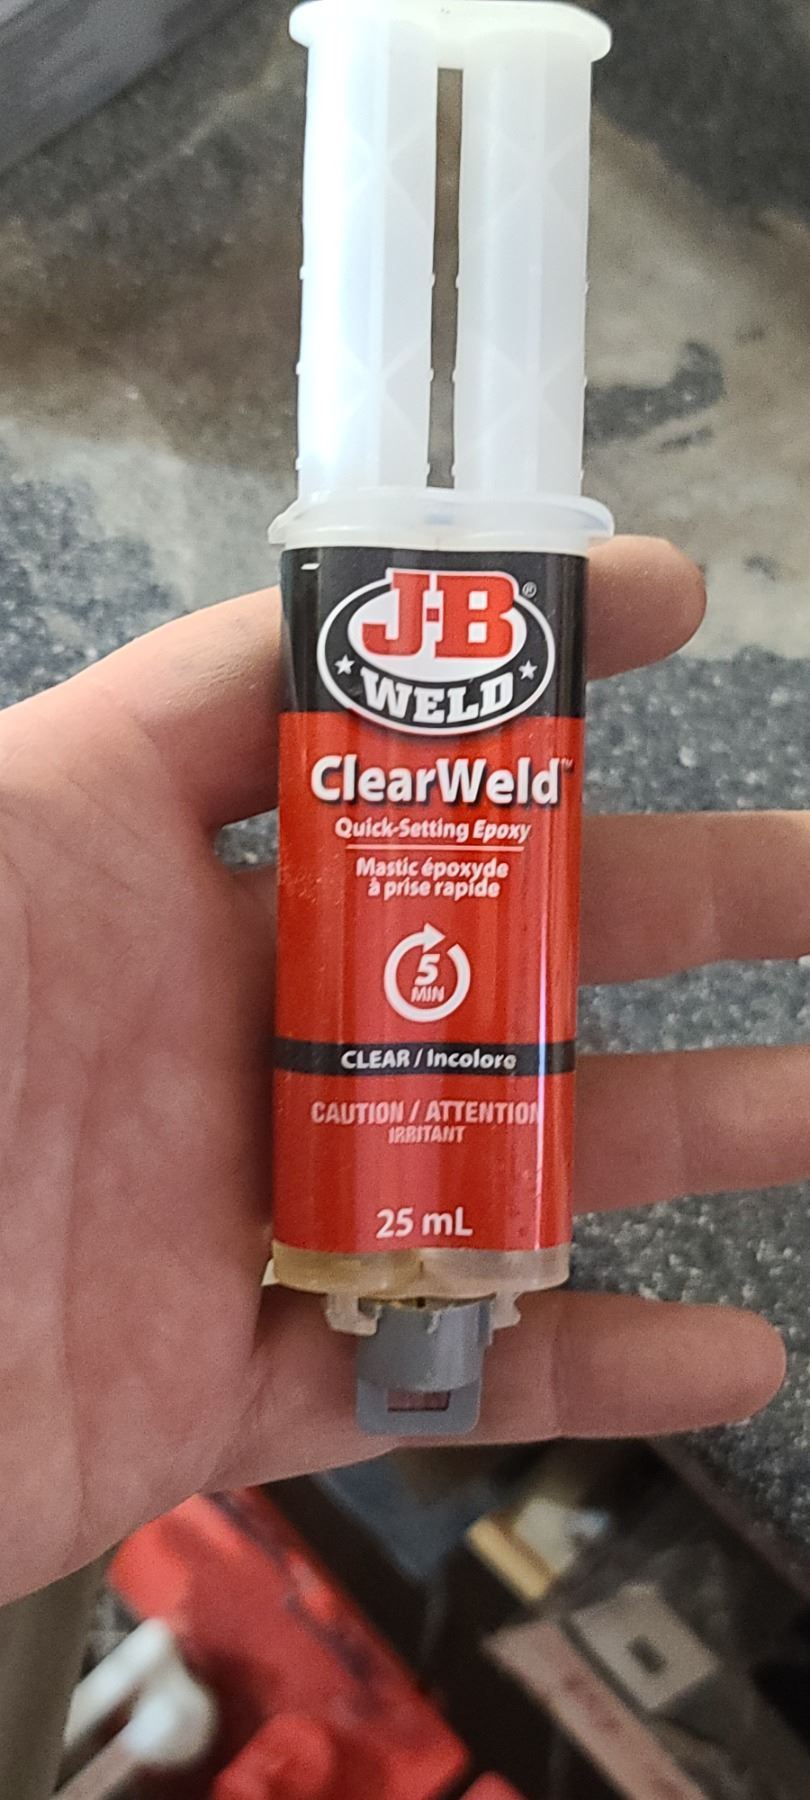 J-B®
WELD
ClearWeld™
Quick-Setting Epoxy
Mastic époxyde
à prise rapide
5
MIN
CLEAR / Incolore
CAUTION / ATTENTION
IRRITANT
25 mL